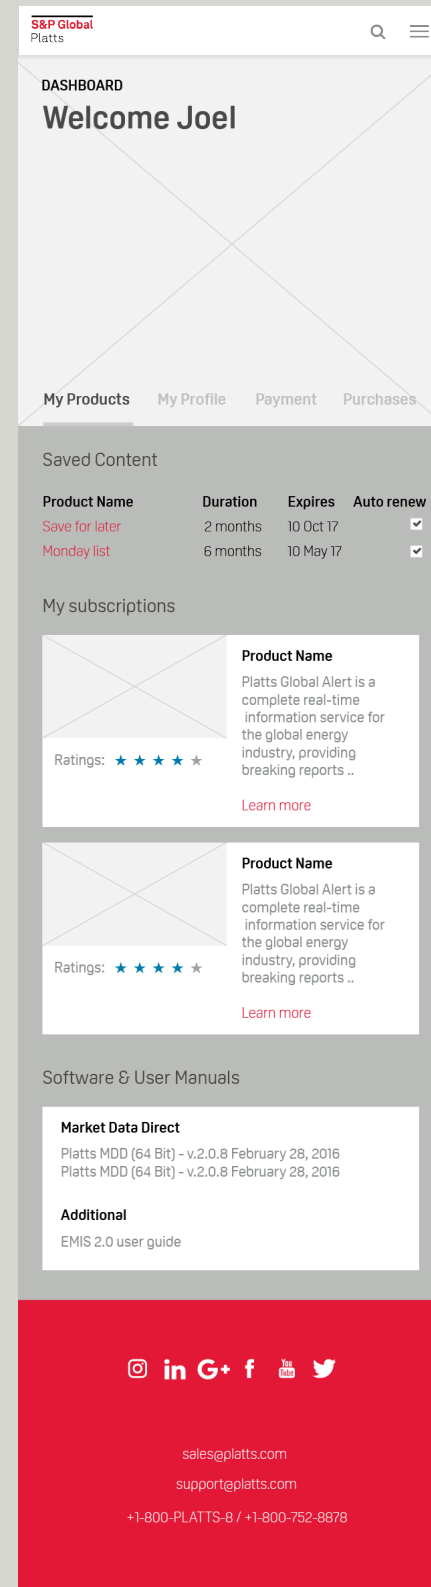 S&P Global
Platts
DASHBOARD
Welcome Joel
My Products My Profile Payment Purchases
Saved Content
Product Name Duration Expires Auto renew
Save for later 2 months 10 Oct 17
Monday list 6 months 10 May 17
My subscriptions
Product Name
Platts Global Alert is a
complete real-time
information service for
the global energy
industry, providing
breaking reports ..
Ratings:
Learn more
Product Name
Platts Global Alert is a
complete real-time
information service for
the global energy
industry, providing
breaking reports ..
Ratings:
Learn more
Software & User Manuals
Market Data Direct
Platts MDD (64 Bit) - v.2.0.8 February 28, 2016
Platts MDD (64 Bit) - v.2.0.8 February 28, 2016
Additional
EMIS 2.0 user guide
in G+ f You Tube
sales@platts.com
support@platts.com
+1-800-PLATTS-8 / +1-800-752-8878